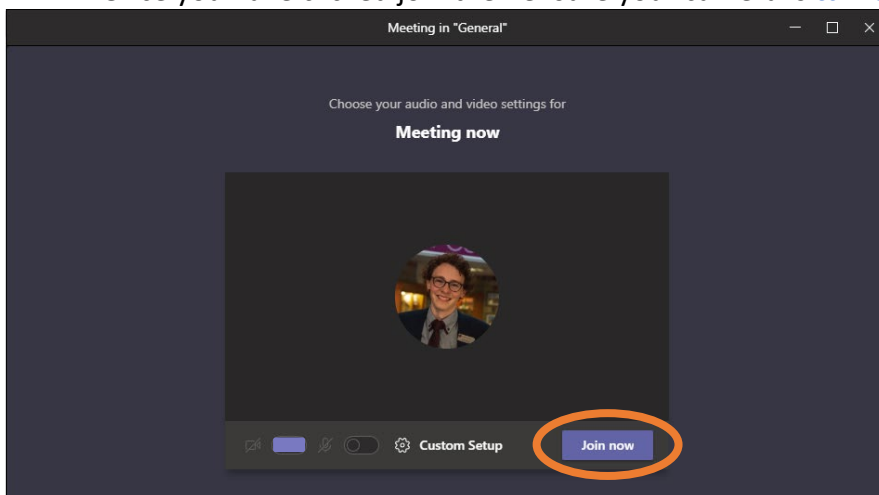 Meeting in "General"
Choose your audio and video settings for
Meeting now
Custom Setup
Join now